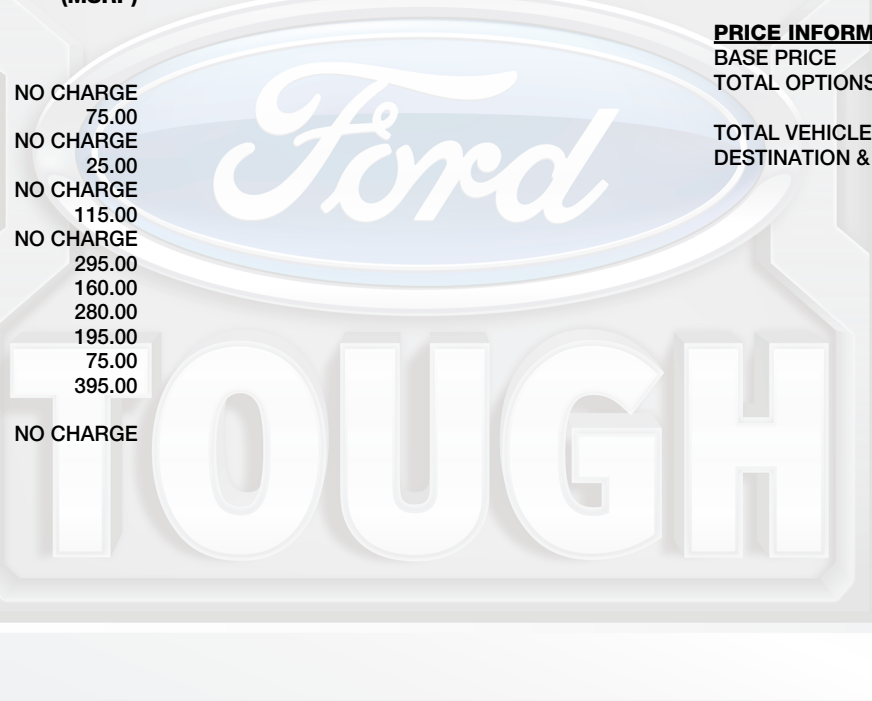 (MSRP)
NO CHARGE
75.00
NO CHARGE
25.00
NO CHARGE
115.00
NO CHARGE
295.00
160.00
280.00
195.00
75.00
395.00
NO CHARGE
PRICE INFORM
BASE PRICE
TOTAL OPTIONS
TOTAL VEHICLE
DESTINATION &
Ford
TOUGH